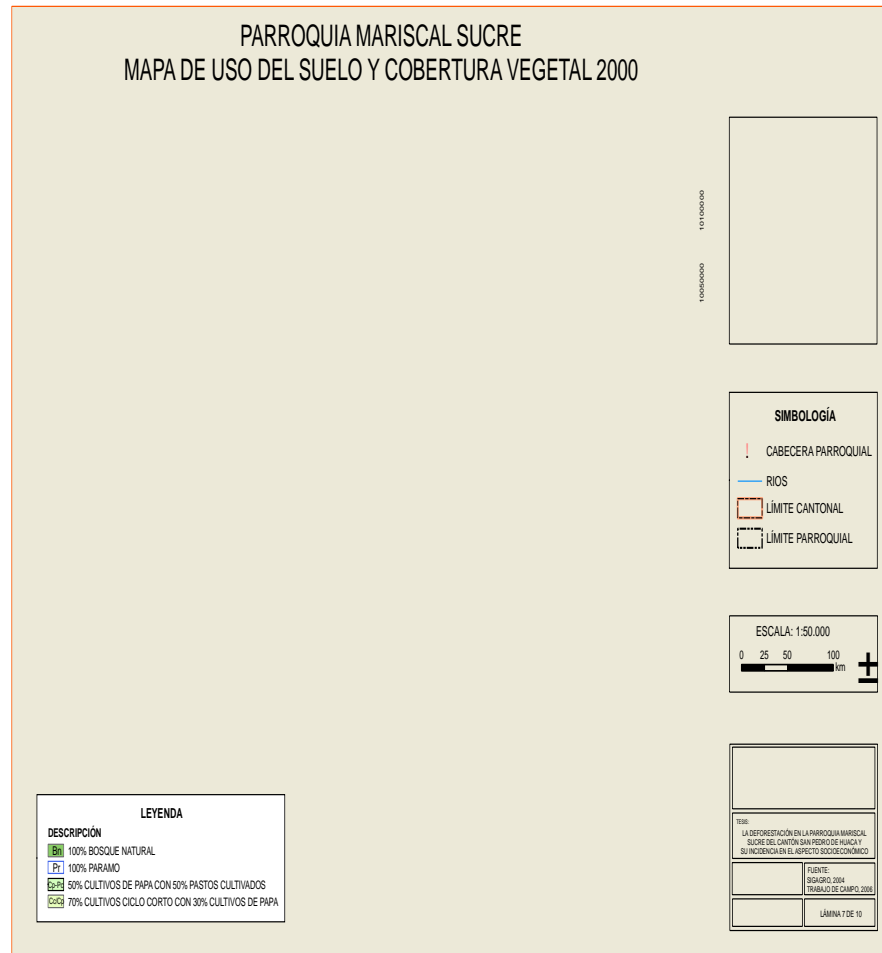 PARROQUIA MARISCAL SUCRE
MAPA DE USO DEL SUELO Y COBERTURA VEGETAL 2000
10100000
10050000
SIMBOLOGÍA
CABECERA PARROQUIAL
RIOS
LÍMITE CANTONAL
LÍMITE PARROQUIAL
ESCALA: 1:50.000
0 25 50 100
km
LEYENDA
DESCRIPCIÓN
Bn 100% BOSQUE NATURAL
Pr 100% PARAMO
Cp-Pc 50% CULTIVOS DE PAPA CON 50% PASTOS CULTIVADOS
Cc/Cp 70% CULTIVOS CICLO CORTO CON 30% CULTIVOS DE PAPA
TESIS:
LA DEFORESTACIÓN EN LA PARROQUIA MARISCAL
SUCRE DEL CANTÓN SAN PEDRO DE HUACA Y
SU INCIDENCIA EN EL ASPECTO SOCIOECONÓMICO
FUENTE:
SIGAGRO, 2004
TRABAJO DE CAMPO, 2006
LÁMINA 7 DE 10